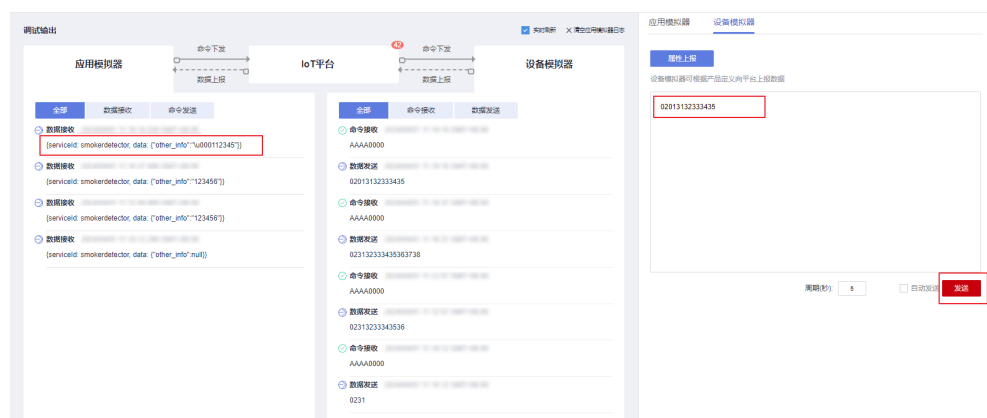 调试输出
实时刷新
清空应用模拟器日志
应用模拟器
命令下发
数据上报
IoT平台
42
命令下发
数据上报
设备模拟器
全部 数据接收 命令发送
数据接收
{serviceId: smokerdetector, data: {"other_info":"\u000112345"}}
数据接收
{serviceId: smokerdetector, data: {"other_info":"123456"}}
数据接收
{serviceId: smokerdetector, data: {"other_info":"123456"}}
数据接收
{serviceId: smokerdetector, data: {"other_info":null}}
全部 命令接收 数据发送
命令接收
AAAA0000
数据发送
02013132333435
命令接收
AAAA0000
数据发送
023132333435363738
命令接收
AAAA0000
数据发送
02313233343536
命令接收
AAAA0000
数据发送
0231
应用模拟器 设备模拟器
属性上报
设备模拟器可根据产品定义向平台上报数据
02013132333435
周期(秒): 5 自动发送 发送